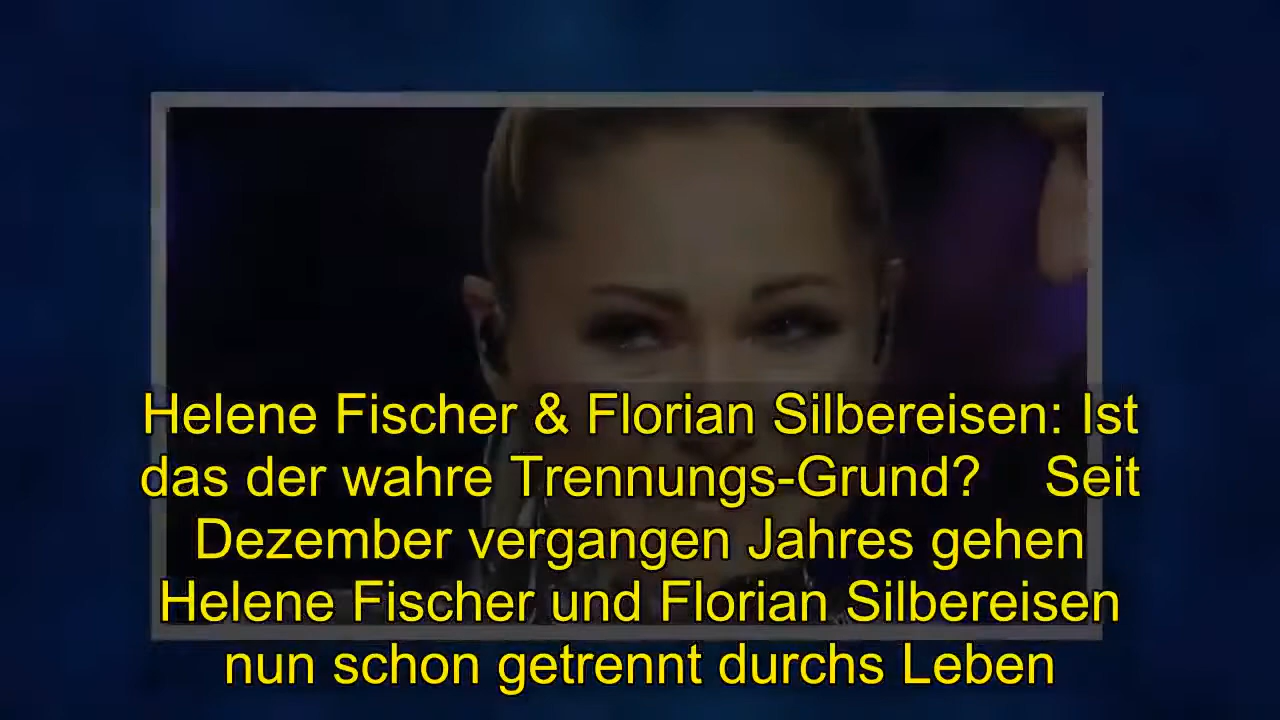 Helene Fischer & Florian Silbereisen: Ist
das der wahre Trennungs-Grund? Seit
Dezember vergangen Jahres gehen
Helene Fischer und Florian Silbereisen
nun schon getrennt durchs Leben